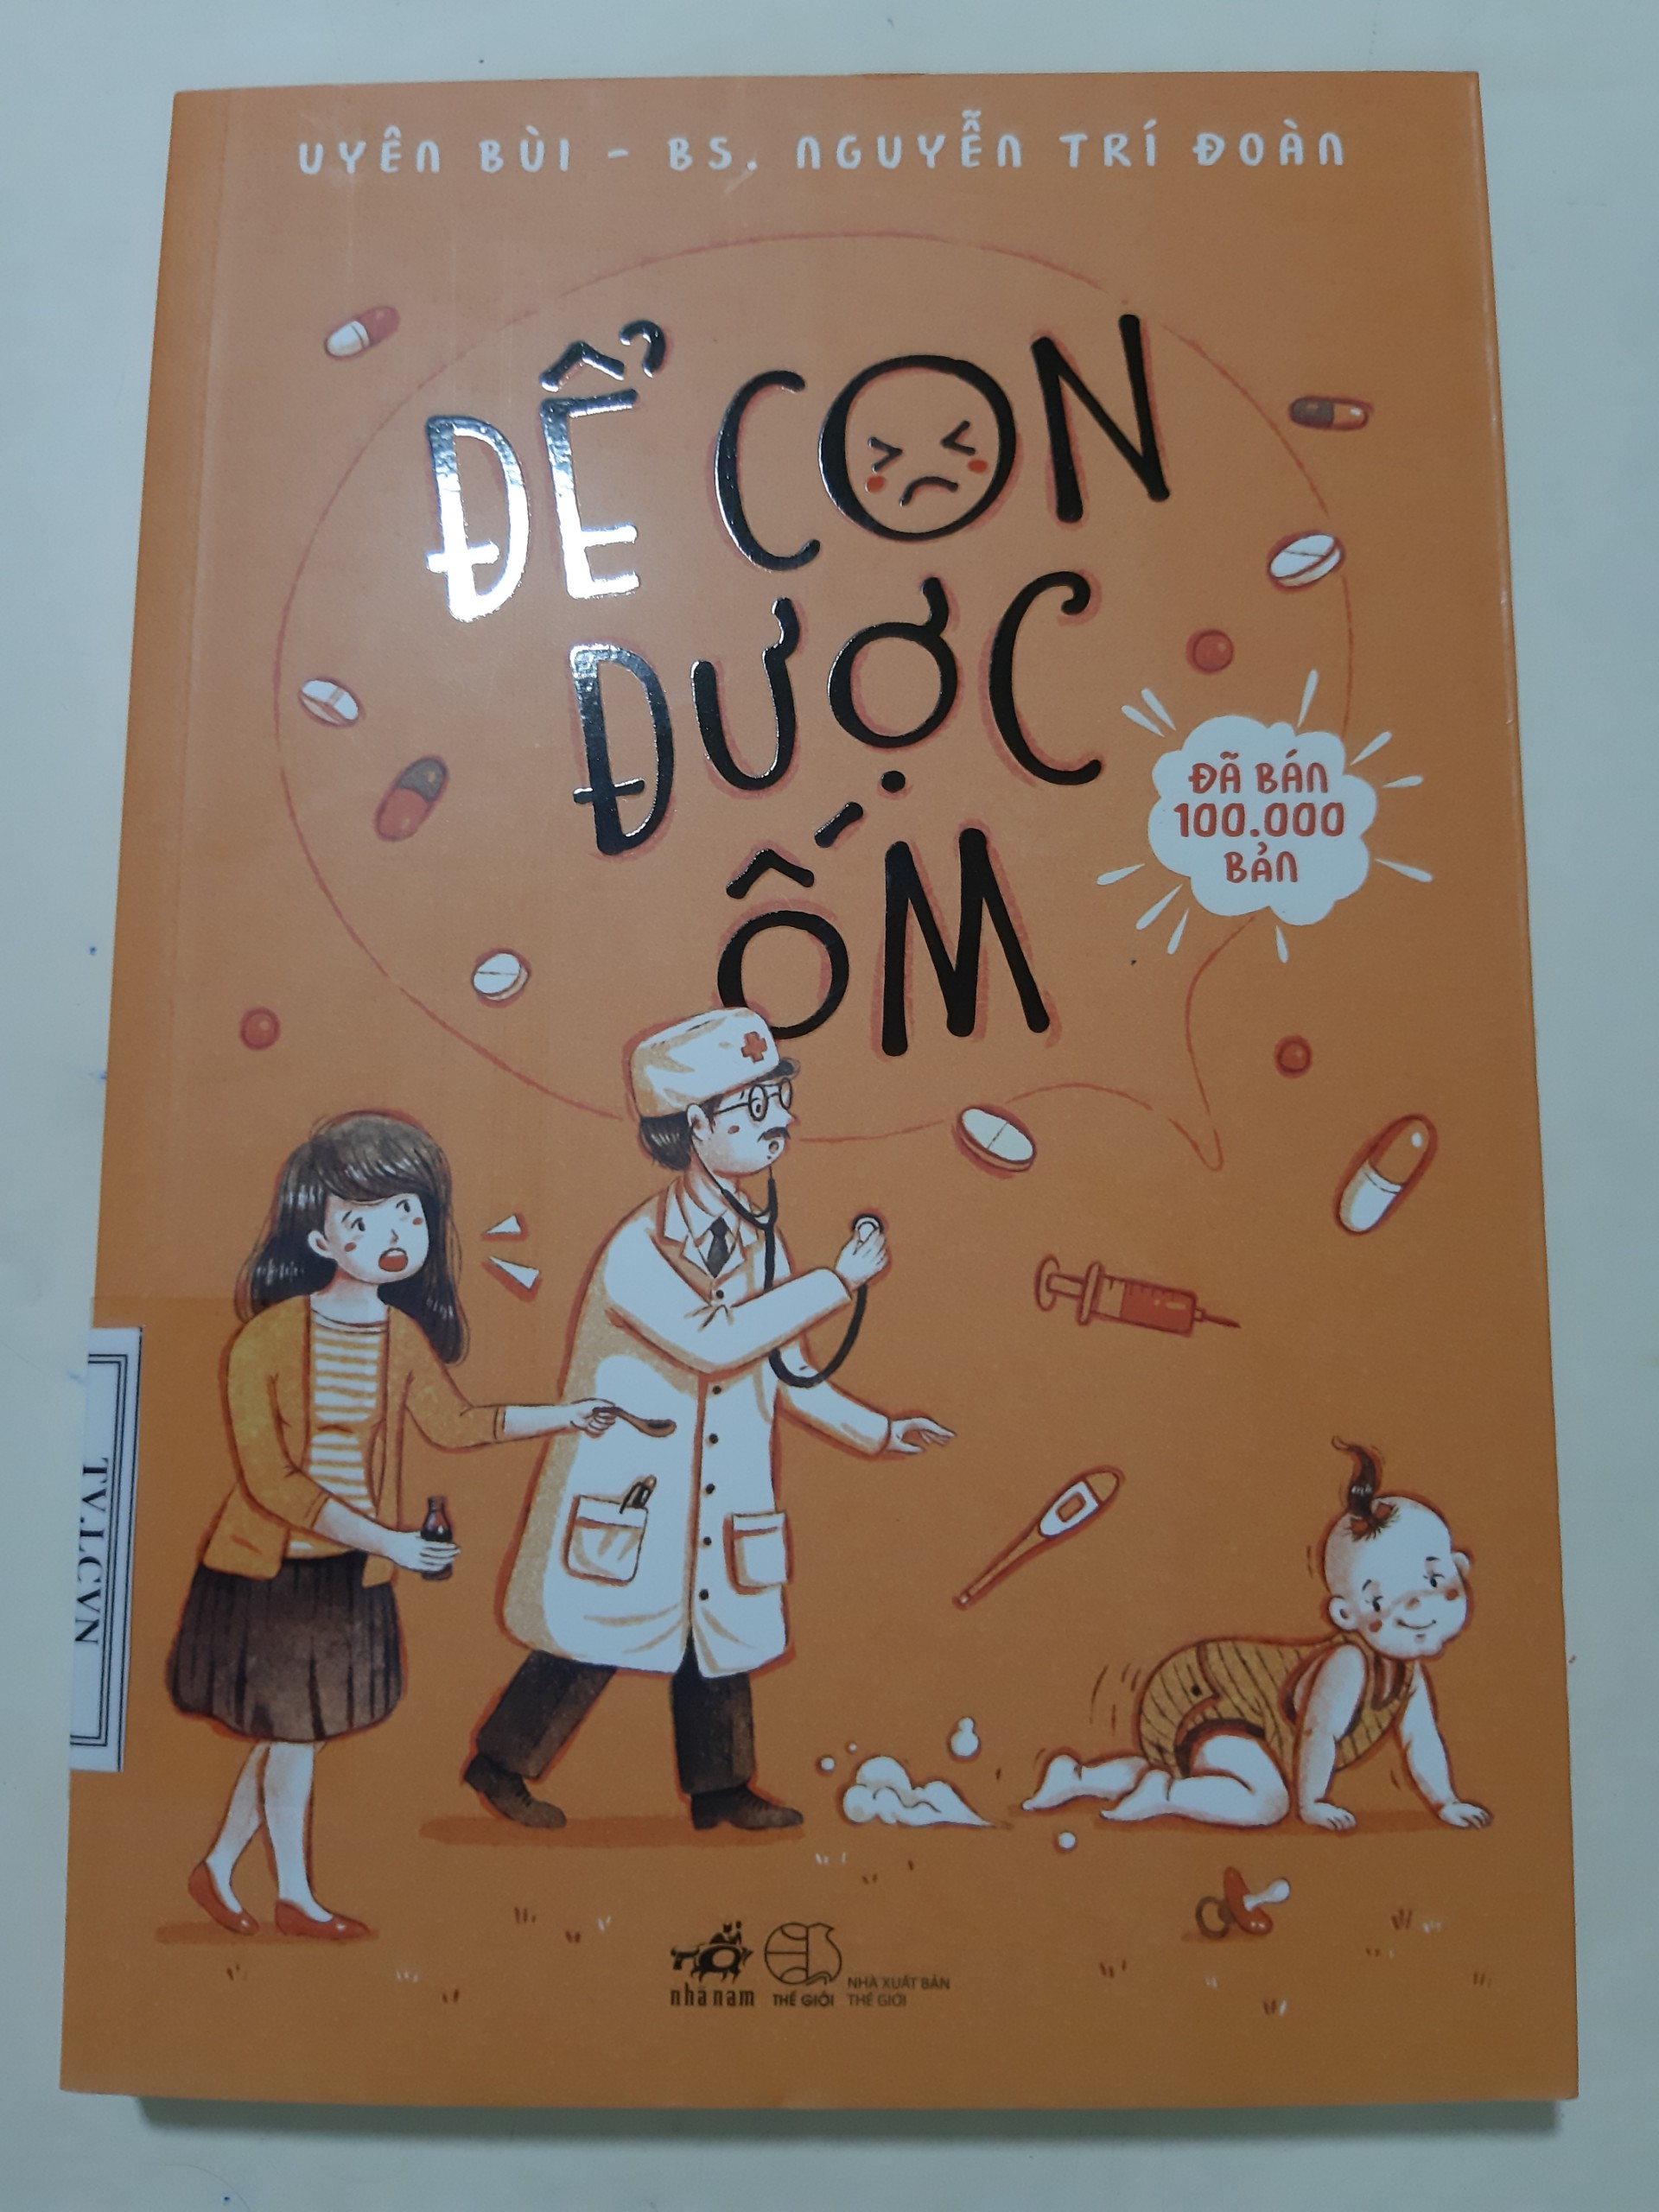 UYÊN BÙI - BS. NGUYỄN TRÍ ĐOÀN
ĐỂ CON
ĐƯỢC
ỐM
ĐÃ BÁN
100.000
BẢN
TV.LCVN
nhã nam
THẾ GIỚI
NHÀ XUẤT BẢN
THẾ GIỚI